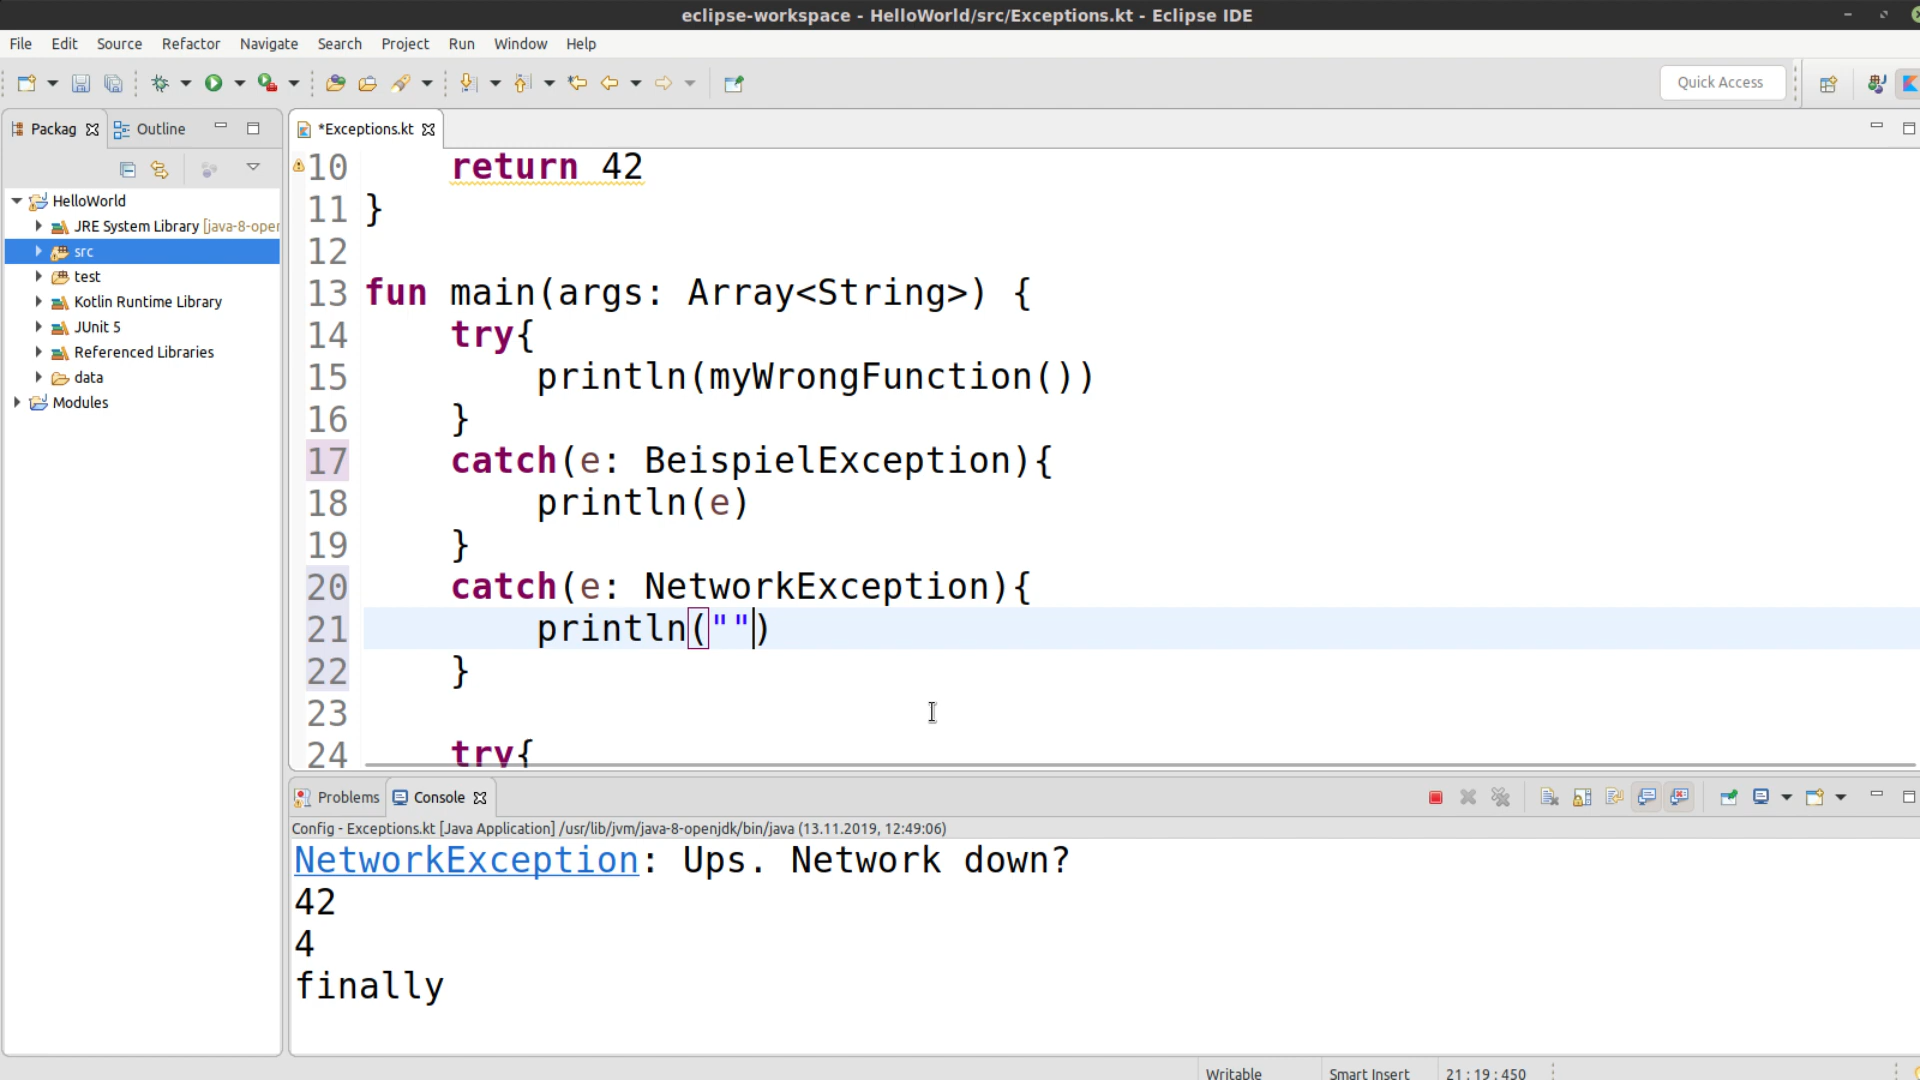 eclipse-workspace - HelloWorld/src/Exceptions.kt - Eclipse IDE
File Edit Source Refactor Navigate Search Project Run Window Help
Quick Access
Packag Outline
*Exceptions.kt
HelloWorld
JRE System Library [java-8-oper
src
test
Kotlin Runtime Library
JUnit 5
Referenced Libraries
data
Modules
10 return 42
11 }
12
13 fun main(args: Array<String>) {
14 try{
15 println(myWrongFunction())
16 }
17 catch(e: BeispielException){
18 println(e)
19 }
20 catch(e: NetworkException){
21 println("")
22 }
23
24 try{
Problems Console
Config - Exceptions.kt [Java Application] /usr/lib/jvm/java-8-openjdk/bin/java (13.11.2019, 12:49:06)
NetworkException: Ups. Network down?
42
4
finally
Writable Smart Insert 21 : 19 : 450